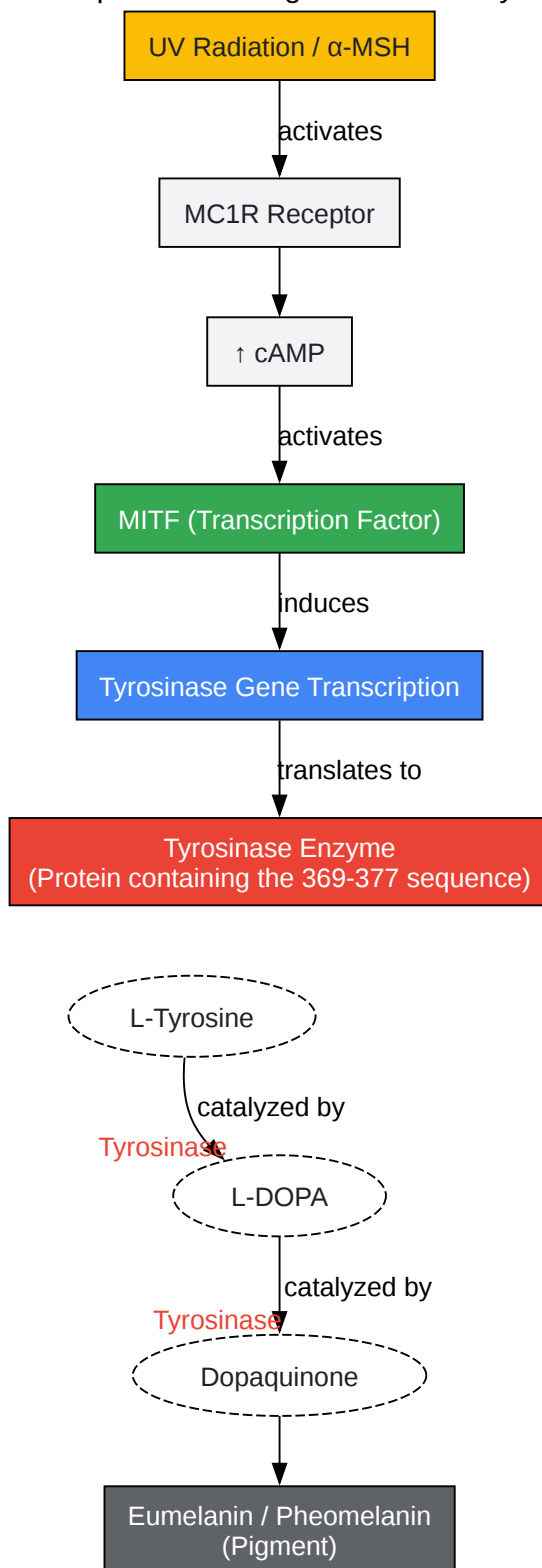 UV Radiation / α-MSH
activates
MC1R Receptor
↑ cAMP
activates
MITF (Transcription Factor)
induces
Tyrosinase Gene Transcription
translates to
Tyrosinase Enzyme
(Protein containing the 369-377 sequence)
L-Tyrosine
catalyzed by
Tyrosinase
L-DOPA
catalyzed by
Tyrosinase
Dopaquinone
Eumelanin / Pheomelanin
(Pigment)